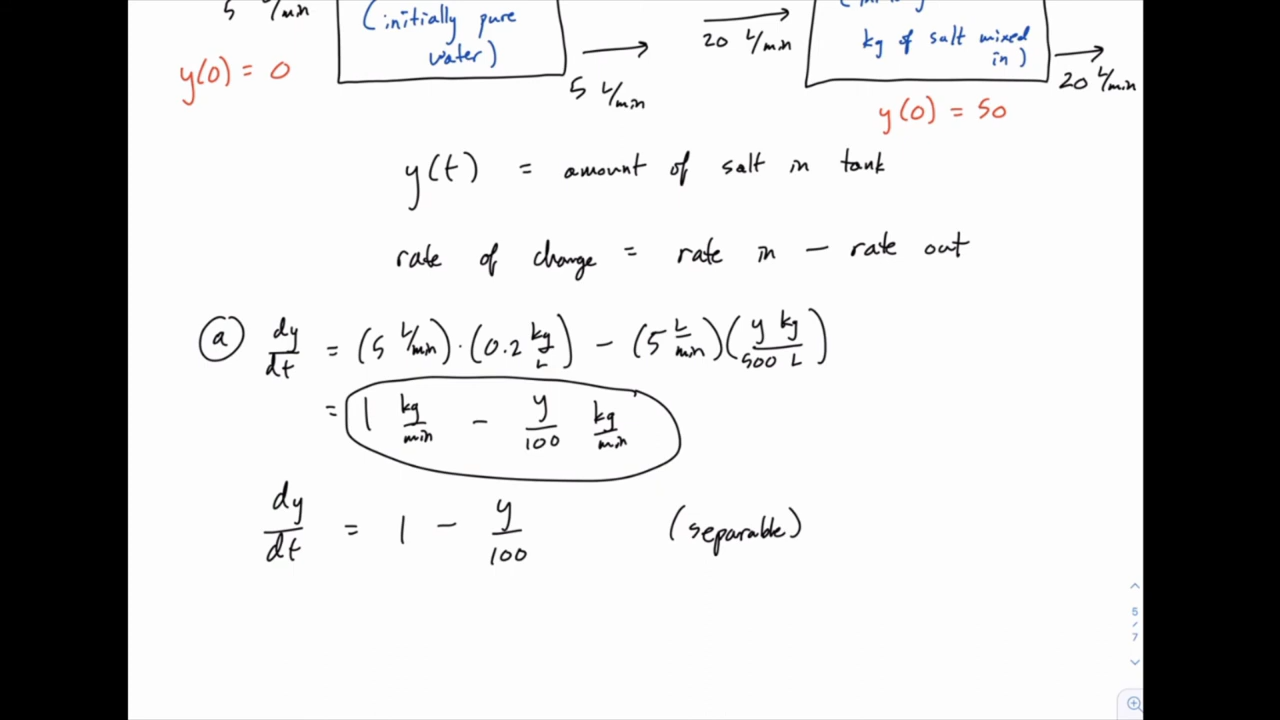 5 L/min
(initially pure
water)
5 L/min
y(0) = 0
20 L/min
kg of salt mixed
in)
20 L/min
y(0) = 50
y(t) = amount of salt in tank
rate of change = rate in - rate out
(a) dy/dt = (5 L/min) · (0.2 kg/L) - (5 L/min)(y kg/500 L)
= 1 kg/min - y/100 kg/min
dy/dt = 1 - y/100 (separable)
5
/
7